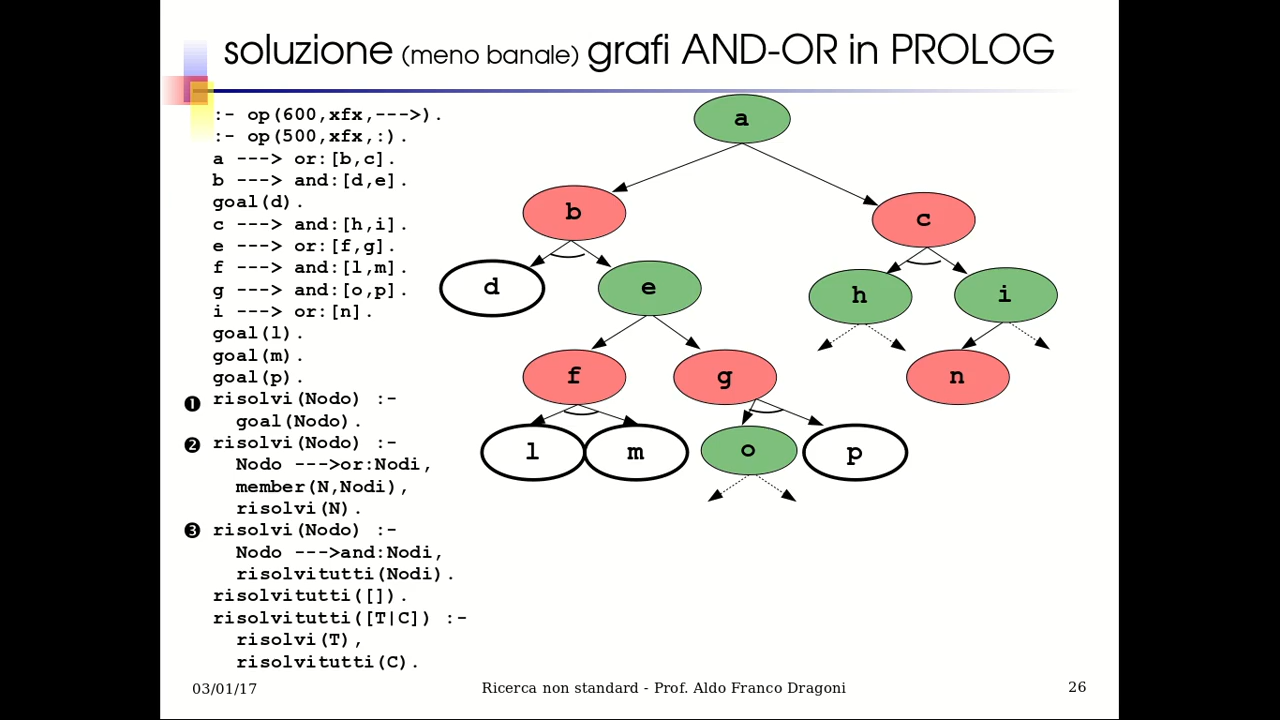 soluzione (meno banale) grafi AND-OR in PROLOG
:- op(600,xfx,--->).
:- op(500,xfx,:).
a ---> or:[b,c].
b ---> and:[d,e].
goal(d).
c ---> and:[h,i].
e ---> or:[f,g].
f ---> and:[l,m].
g ---> and:[o,p].
i ---> or:[n].
goal(l).
goal(m).
goal(p).
❶ risolvi(Nodo) :-
goal(Nodo).
❷ risolvi(Nodo) :-
Nodo --->or:Nodi,
member(N,Nodi),
risolvi(N).
❸ risolvi(Nodo) :-
Nodo --->and:Nodi,
risolvitutti(Nodi).
risolvitutti([]).
risolvitutti([T|C]) :-
risolvi(T),
risolvitutti(C).
a
b
c
d
e
h
i
f
g
n
l
m
o
p
03/01/17
Ricerca non standard - Prof. Aldo Franco Dragoni
26